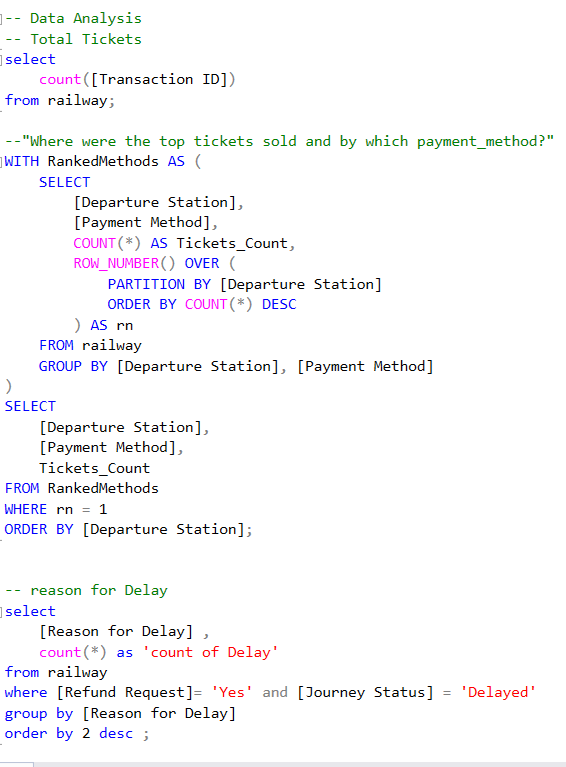 -- Data Analysis
-- Total Tickets
select
    count([Transaction ID])
from railway;
--"Where were the top tickets sold and by which payment_method?"
WITH RankedMethods AS (
    SELECT
        [Departure Station],
        [Payment Method],
        COUNT(*) AS Tickets_Count,
        ROW_NUMBER() OVER (
            PARTITION BY [Departure Station]
            ORDER BY COUNT(*) DESC
        ) AS rn
    FROM railway
    GROUP BY [Departure Station], [Payment Method]
)
SELECT
    [Departure Station],
    [Payment Method],
    Tickets_Count
FROM RankedMethods
WHERE rn = 1
ORDER BY [Departure Station];
-- reason for Delay
select
    [Reason for Delay] ,
    count(*) as 'count of Delay'
from railway
where [Refund Request]= 'Yes' and [Journey Status] = 'Delayed'
group by [Reason for Delay]
order by 2 desc ;